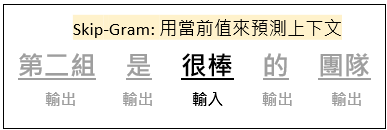 Skip-Gram: 用當前值來預測上下文
第二組 是 很棒 的 團隊
輸出 輸出 輸入 輸出 輸出